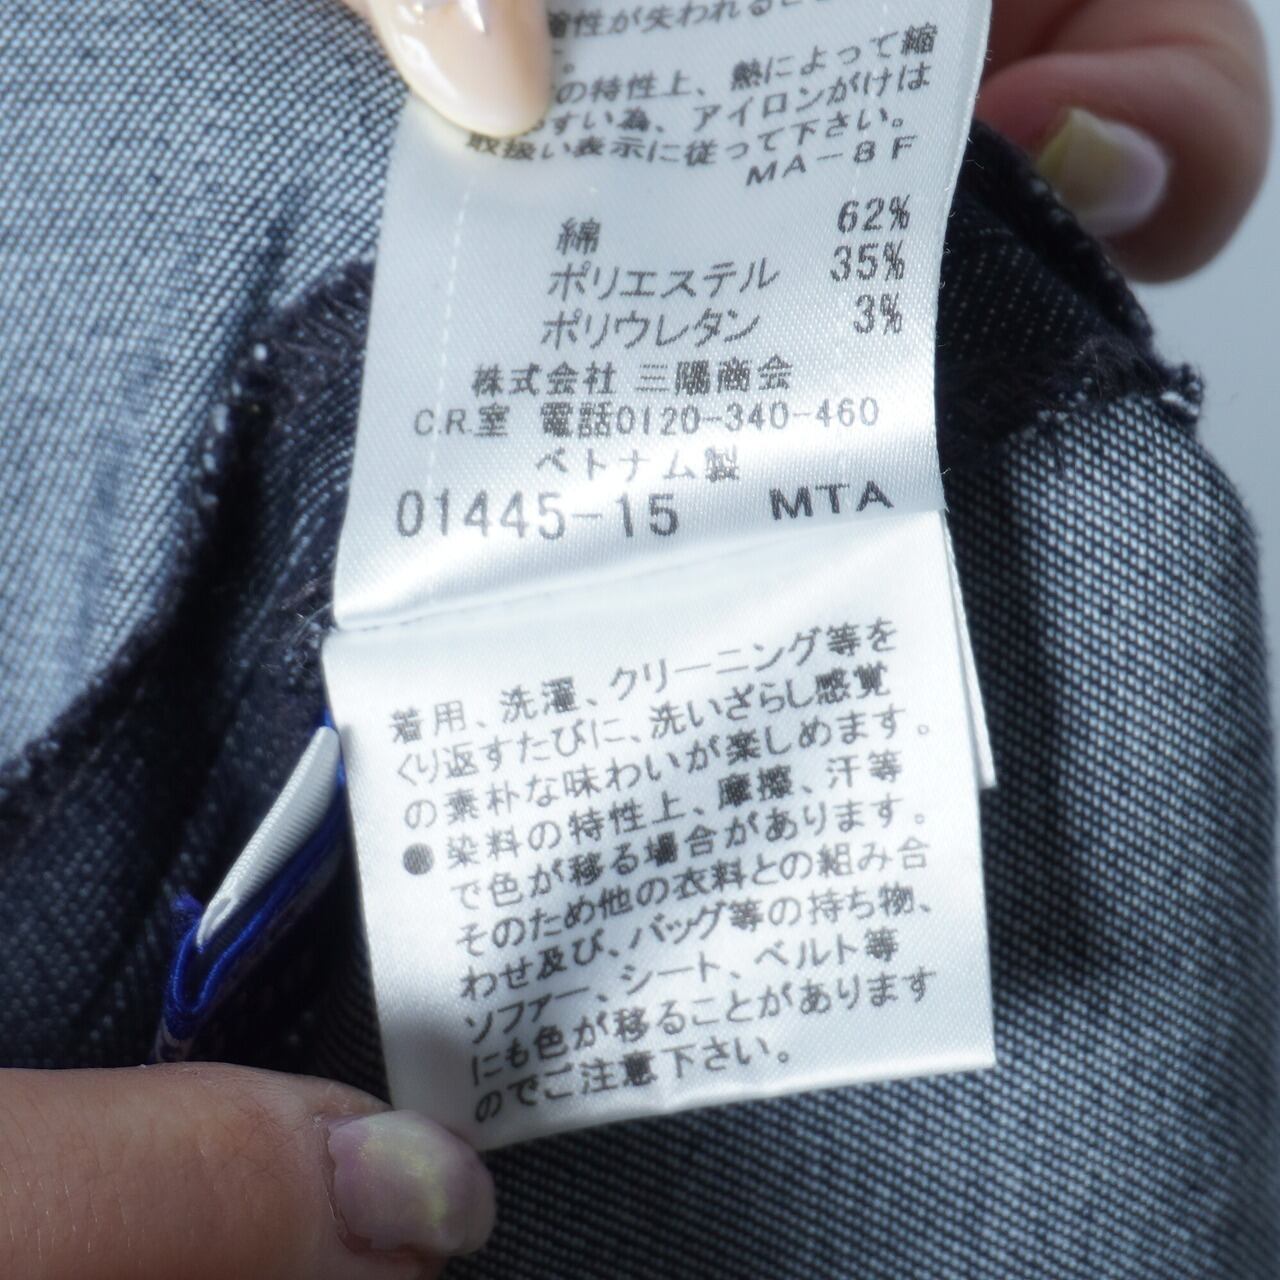 性が失われるこ
の特性上、熱によって縮
すい為、アイロンがけは
取扱い表示に従って下さい。
MA-8F
綿 62%
ポリエステル 35%
ポリウレタン 3%
株式会社 三陽商会
C.R.室 電話0120-340-460
ベトナム製
01445-15 MTA
着用、洗濯、クリーニング等を
くり返すたびに、洗いざらし感覚
の素朴な味わいが楽しめます。
●染料の特性上、摩擦、汗等
で色が移る場合があります。
そのため他の衣料との組み合
わせ及び、バッグ等の持ち物、
ソファー、シート、ベルト等
にも色が移ることがあります
のでご注意下さい。